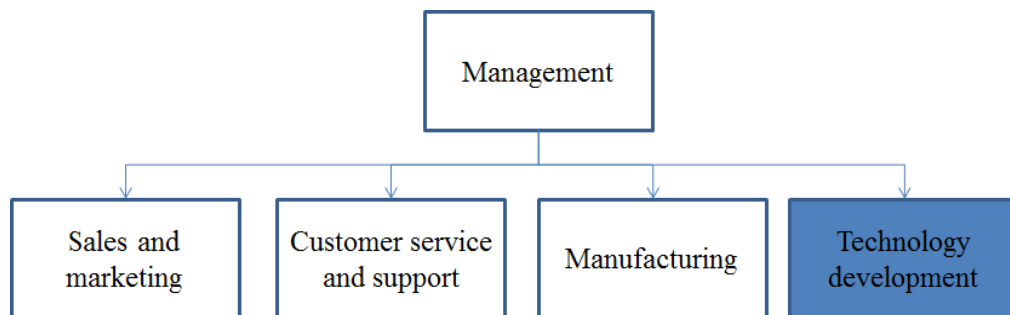 Management
Sales and
marketing
Customer service
and support
Manufacturing
Technology
development